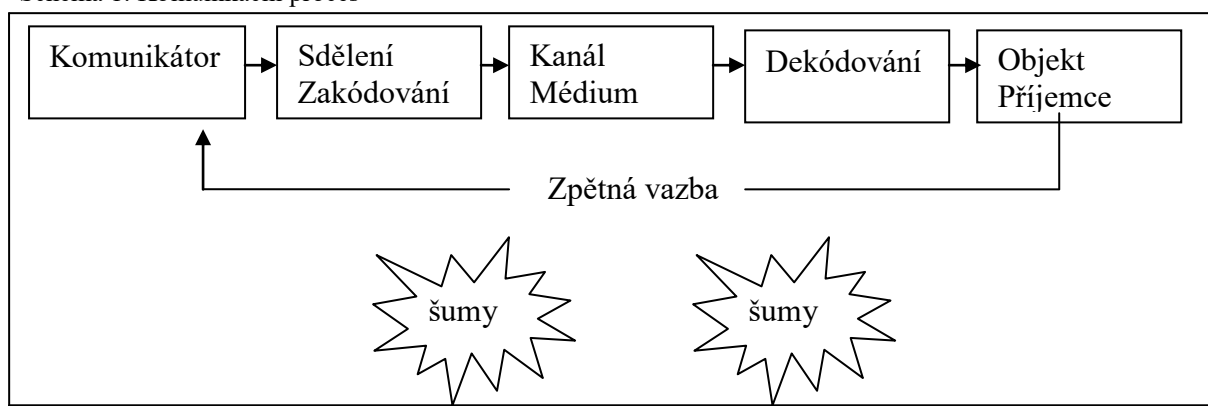 Komunikátor
Sdělení
Zakódování
Kanál
Médium
Dekódování
Objekt
Příjemce
Zpětná vazba
šumy
šumy